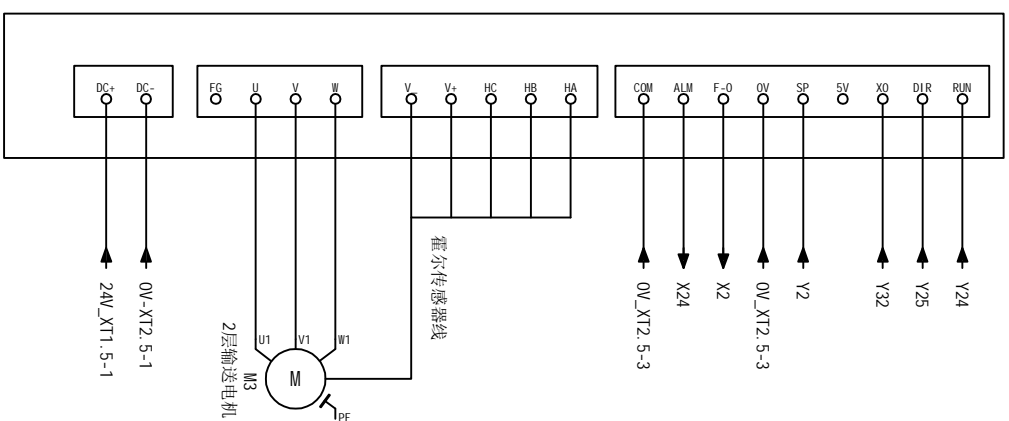 DC+ DC- FG U V W V_ V+ HC HB HA COM ALM F-O 0V SP 5V XO DIR RUN
霍尔传感器线
24V_XT1.5-1
0V-XT2.5-1
0V_XT2.5-3
X24
X2
0V_XT2.5-3
Y2
Y32
Y25
Y24
U1 V1 W1
M
M3
2层输送电机
PE